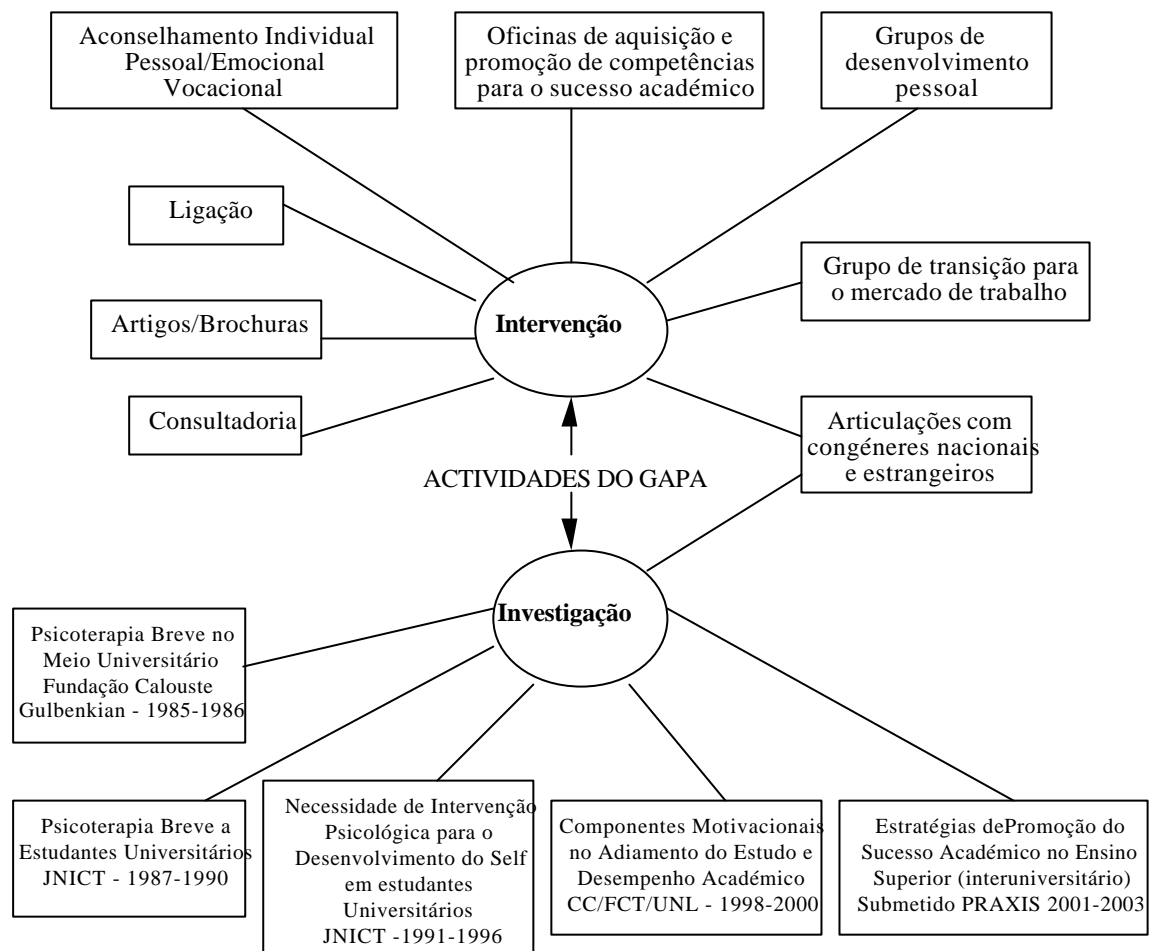 Aconselhamento Individual
Pessoal/Emocional
Vocacional
Oficinas de aquisição e
promoção de competências
para o sucesso académico
Grupos de
desenvolvimento
pessoal
Ligação
Grupo de transição para
o mercado de trabalho
Artigos/Brochuras
Intervenção
Consultadoria
Articulações com
congéneres nacionais
e estrangeiros
ACTIVIDADES DO GAPA
Investigação
Psicoterapia Breve no
Meio Universitário
Fundação Calouste
Gulbenkian - 1985-1986
Psicoterapia Breve a
Estudantes Universitários
JNICT - 1987-1990
Necessidade de Intervenção
Psicológica para o
Desenvolvimento do Self
em estudantes
Universitários
JNICT -1991-1996
Componentes Motivacionais
no Adiamento do Estudo e
Desempenho Académico
CC/FCT/UNL - 1998-2000
Estratégias dePromoção do
Sucesso Académico no Ensino
Superior (interuniversitário)
Submetido PRAXIS 2001-2003